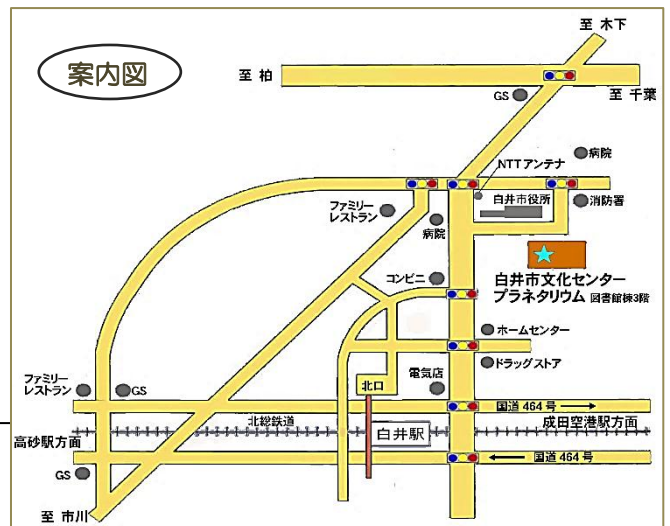 至 木下
案内図
至 柏
至 千葉
GS
病院
NTTアンテナ
白井市役所
消防署
ファミリー
レストラン
病院
コンビニ
白井市文化センター
プラネタリウム 図書館棟3階
ホームセンター
ドラッグストア
電気店
北口
ファミリー
レストラン
GS
国道 464 号
北総鉄道
白井駅
成田空港駅方面
高砂駅方面
国道 464 号
GS
至 市川